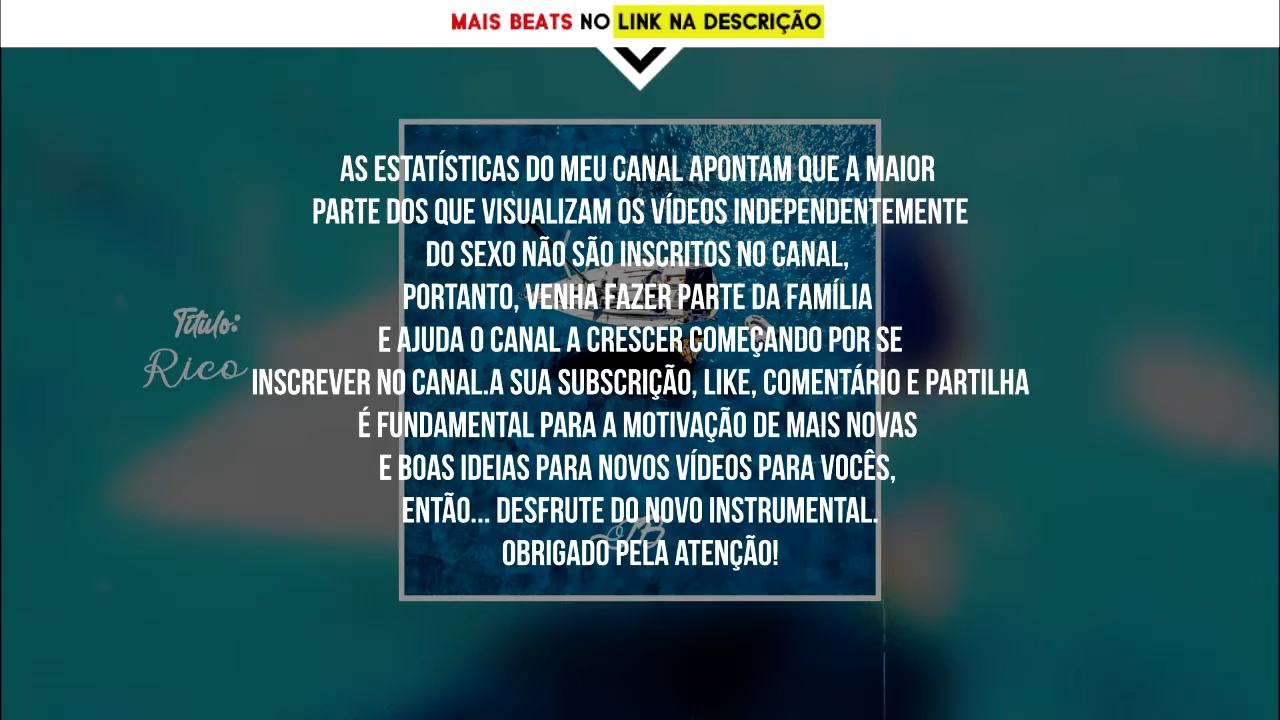 MAIS BEATS NO LINK NA DESCRIÇÃO
AS ESTATÍSTICAS DO MEU CANAL APONTAM QUE A MAIOR
PARTE DOS QUE VISUALIZAM OS VÍDEOS INDEPENDENTEMENTE
DO SEXO NÃO SÃO INSCRITOS NO CANAL,
PORTANTO, VENHA FAZER PARTE DA FAMÍLIA
E AJUDA O CANAL A CRESCER COMEÇANDO POR SE
INSCREVER NO CANAL.A SUA SUBSCRIÇÃO, LIKE, COMENTÁRIO E PARTILHA
É FUNDAMENTAL PARA A MOTIVAÇÃO DE MAIS NOVAS
E BOAS IDEIAS PARA NOVOS VÍDEOS PARA VOCÊS,
ENTÃO... DESFRUTE DO NOVO INSTRUMENTAL.
OBRIGADO PELA ATENÇÃO!
Título:
Rico